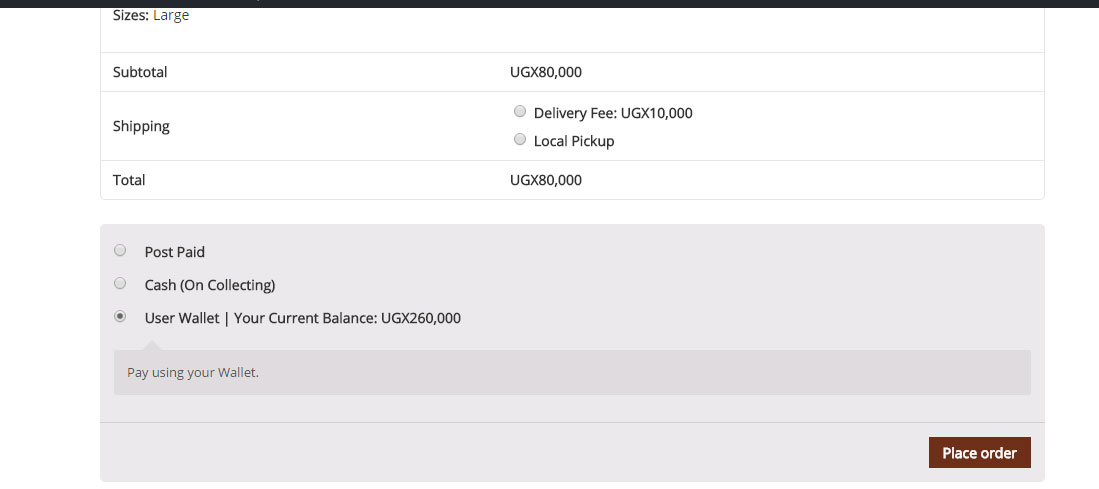 Sizes: Large
Subtotal UGX80,000
Shipping Delivery Fee: UGX10,000
Local Pickup
Total UGX80,000
Post Paid
Cash (On Collecting)
User Wallet | Your Current Balance: UGX260,000
Pay using your Wallet.
Place order